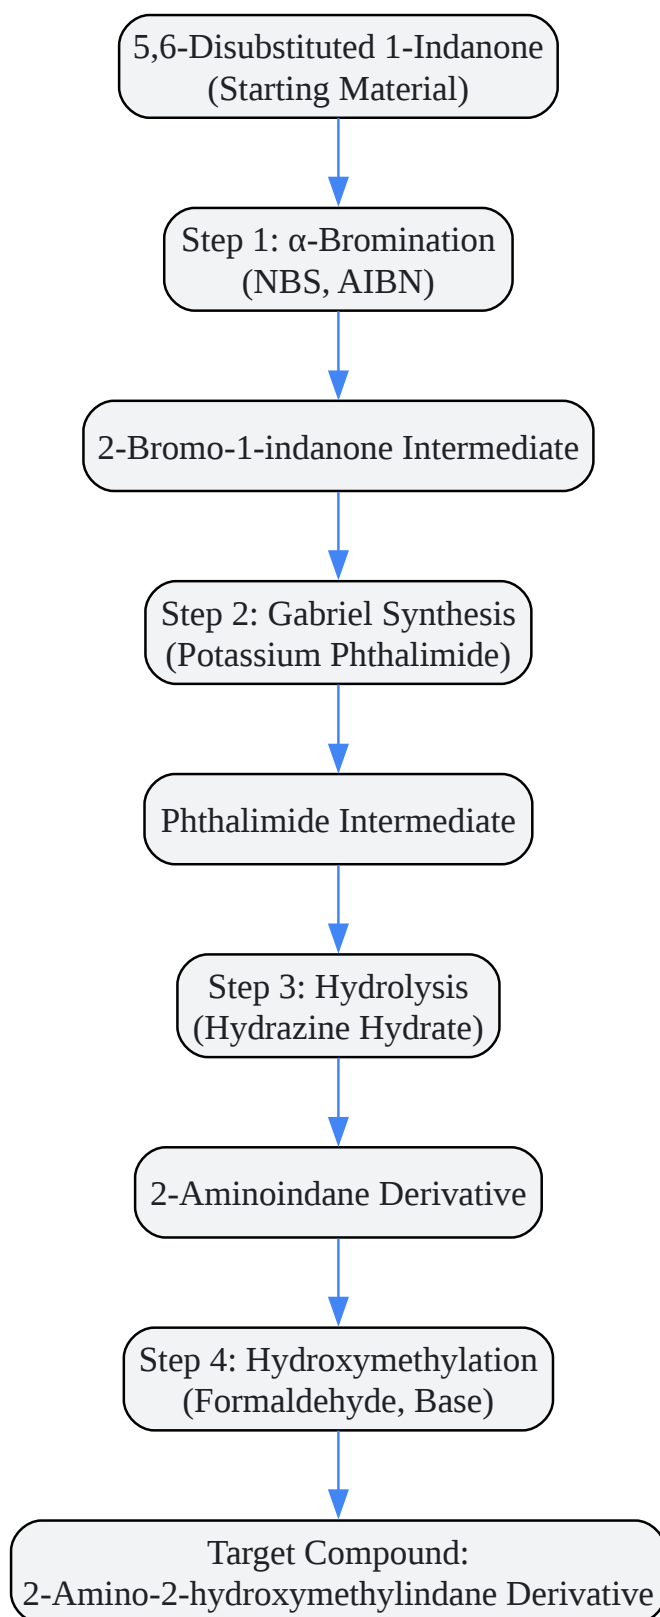 5,6-Disubstituted 1-Indanone
(Starting Material)
Step 1: α-Bromination
(NBS, AIBN)
2-Bromo-1-indanone Intermediate
Step 2: Gabriel Synthesis
(Potassium Phthalimide)
Phthalimide Intermediate
Step 3: Hydrolysis
(Hydrazine Hydrate)
2-Aminoindane Derivative
Step 4: Hydroxymethylation
(Formaldehyde, Base)
Target Compound:
2-Amino-2-hydroxymethylindane Derivative